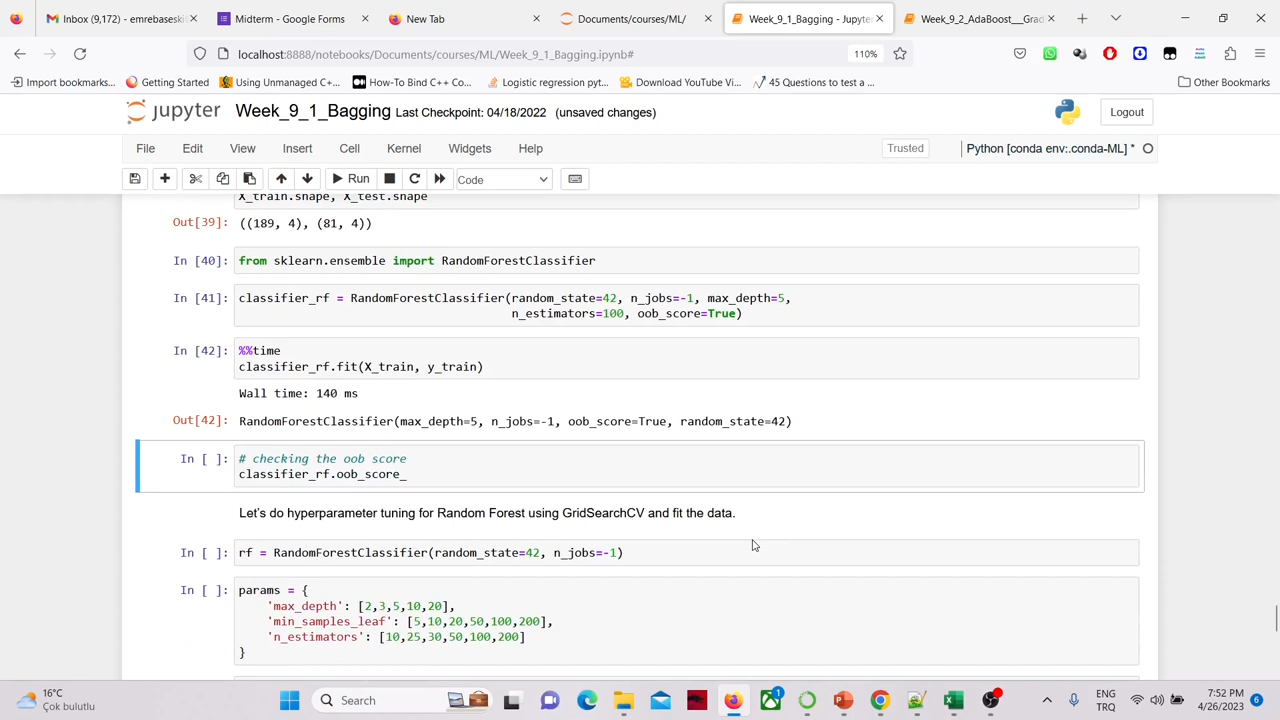 Inbox (9,172) - emrebaseski
Midterm - Google Forms
New Tab
Documents/courses/ML/
Week_9_1_Bagging - Jupyter
Week_9_2_AdaBoost__Grad
localhost:8888/notebooks/Documents/courses/ML/Week_9_1_Bagging.ipynb#
110%
Import bookmarks...
Getting Started
Using Unmanaged C++...
How-To Bind C++ Co...
Logistic regression pyt...
Download YouTube Vi...
45 Questions to test a ...
Other Bookmarks
jupyter
Week_9_1_Bagging Last Checkpoint: 04/18/2022 (unsaved changes)
Logout
File
Edit
View
Insert
Cell
Kernel
Widgets
Help
Trusted
Python [conda env:.conda-ML] *
Run
Code
X_train.shape, X_test.shape
Out[39]: ((189, 4), (81, 4))
In [40]: from sklearn.ensemble import RandomForestClassifier
In [41]: classifier_rf = RandomForestClassifier(random_state=42, n_jobs=-1, max_depth=5,
n_estimators=100, oob_score=True)
In [42]: %%time
classifier_rf.fit(X_train, y_train)
Wall time: 140 ms
Out[42]: RandomForestClassifier(max_depth=5, n_jobs=-1, oob_score=True, random_state=42)
In [ ]: # checking the oob score
classifier_rf.oob_score_
Let's do hyperparameter tuning for Random Forest using GridSearchCV and fit the data.
In [ ]: rf = RandomForestClassifier(random_state=42, n_jobs=-1)
In [ ]: params = {
'max_depth': [2,3,5,10,20],
'min_samples_leaf': [5,10,20,50,100,200],
'n_estimators': [10,25,30,50,100,200]
}
16°C
Çok bulutlu
Search
1
ENG
TRQ
7:52 PM
4/26/2023
6